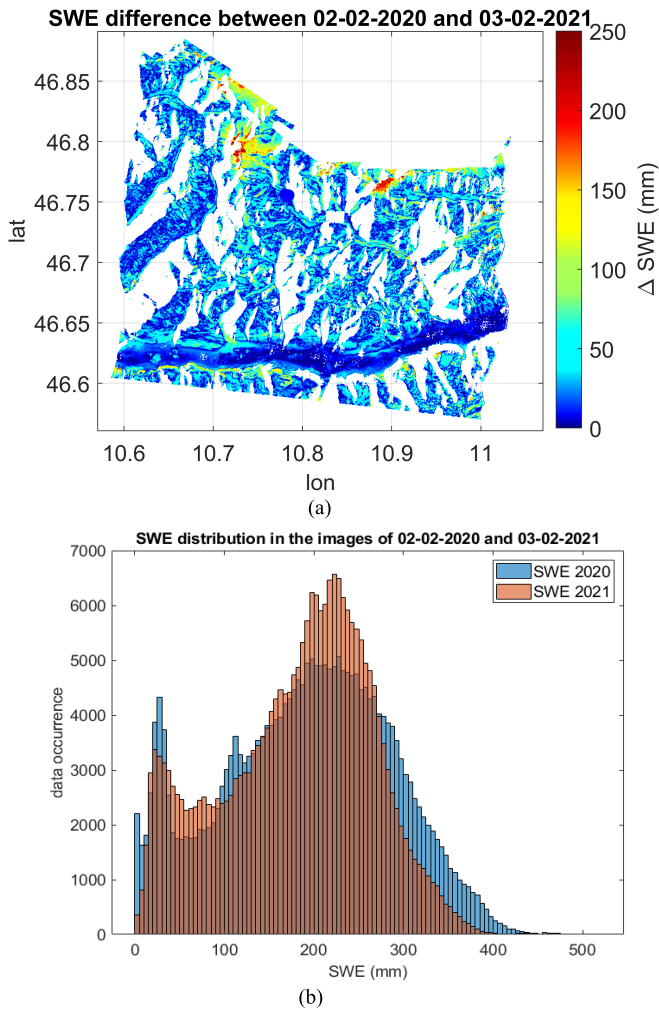 SWE difference between 02-02-2020 and 03-02-2021
250
46.85
200
46.8
150
46.75
lat
Δ SWE (mm)
46.7
100
46.65
50
46.6
0
10.6 10.7 10.8 10.9 11
lon
(a)
SWE distribution in the images of 02-02-2020 and 03-02-2021
7000
SWE 2020
SWE 2021
6000
5000
data occurrence
4000
3000
2000
1000
0
0 100 200 300 400 500
SWE (mm)
(b)